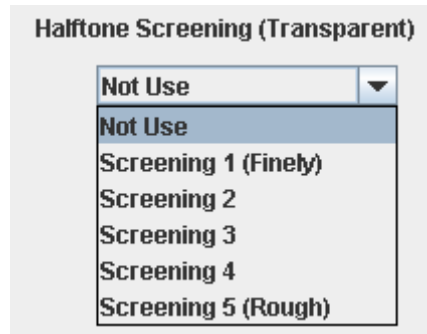 Halftone Screening (Transparent)
Not Use
Not Use
Screening 1 (Finely)
Screening 2
Screening 3
Screening 4
Screening 5 (Rough)